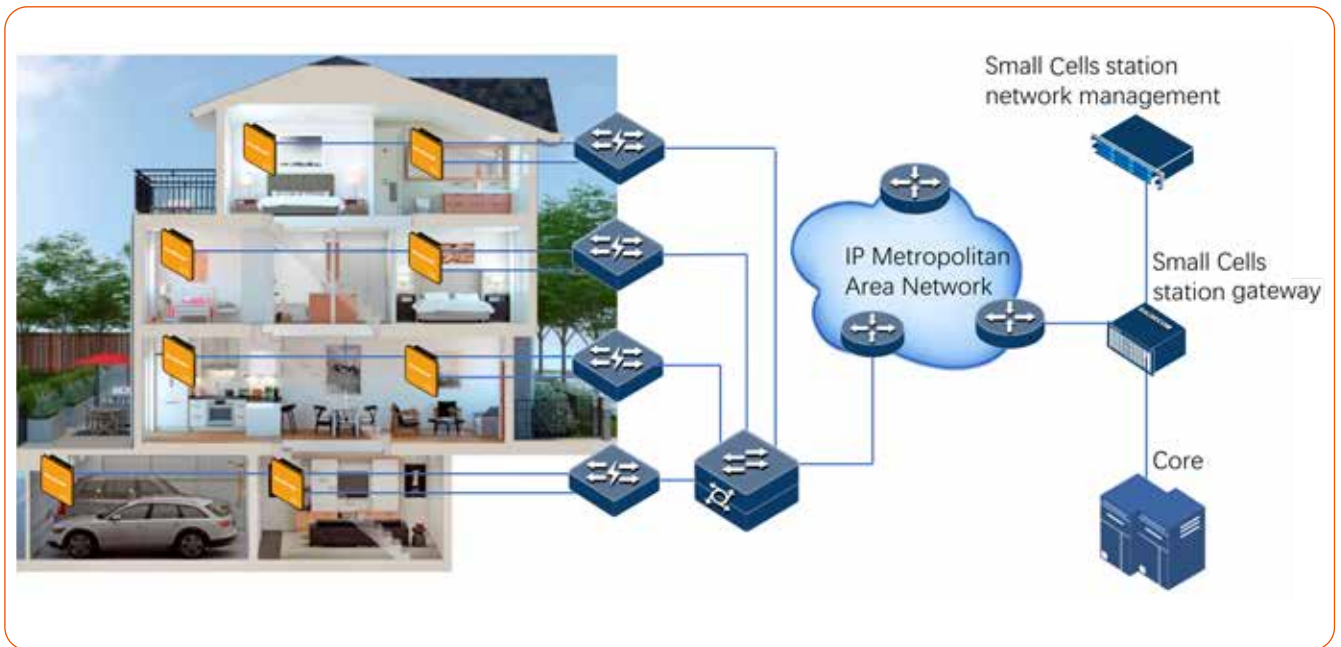 Small Cells station
network management
IP Metropolitan
Area Network
Small Cells
station gateway
Core